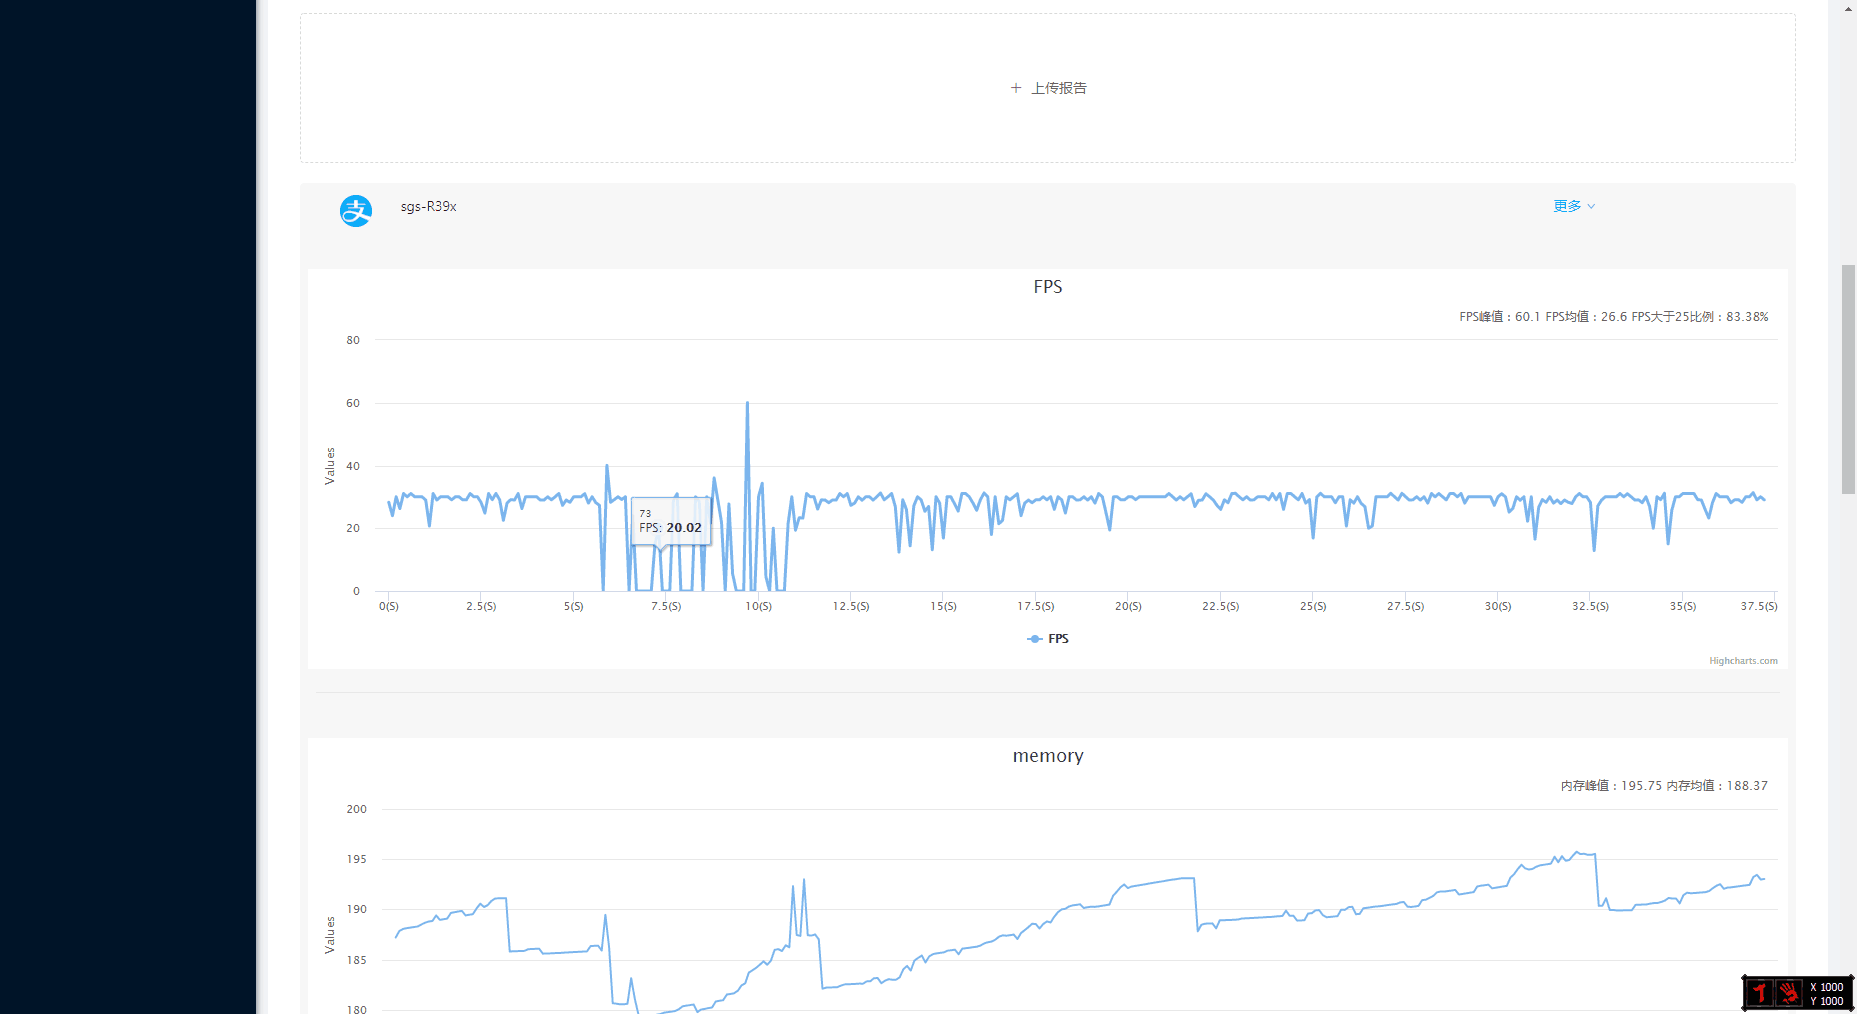 + 上传报告
支 sgs-R39x 更多
FPS
FPS峰值：60.1 FPS均值：26.6 FPS大于25比例：83.38%
80
60
40
20
0
Values
73
FPS: 20.02
0(S) 2.5(S) 5(S) 7.5(S) 10(S) 12.5(S) 15(S) 17.5(S) 20(S) 22.5(S) 25(S) 27.5(S) 30(S) 32.5(S) 35(S) 37.5(S)
FPS
Highcharts.com
memory
内存峰值：195.75 内存均值：188.37
200
195
190
185
180
Values
X 1000
Y 1000